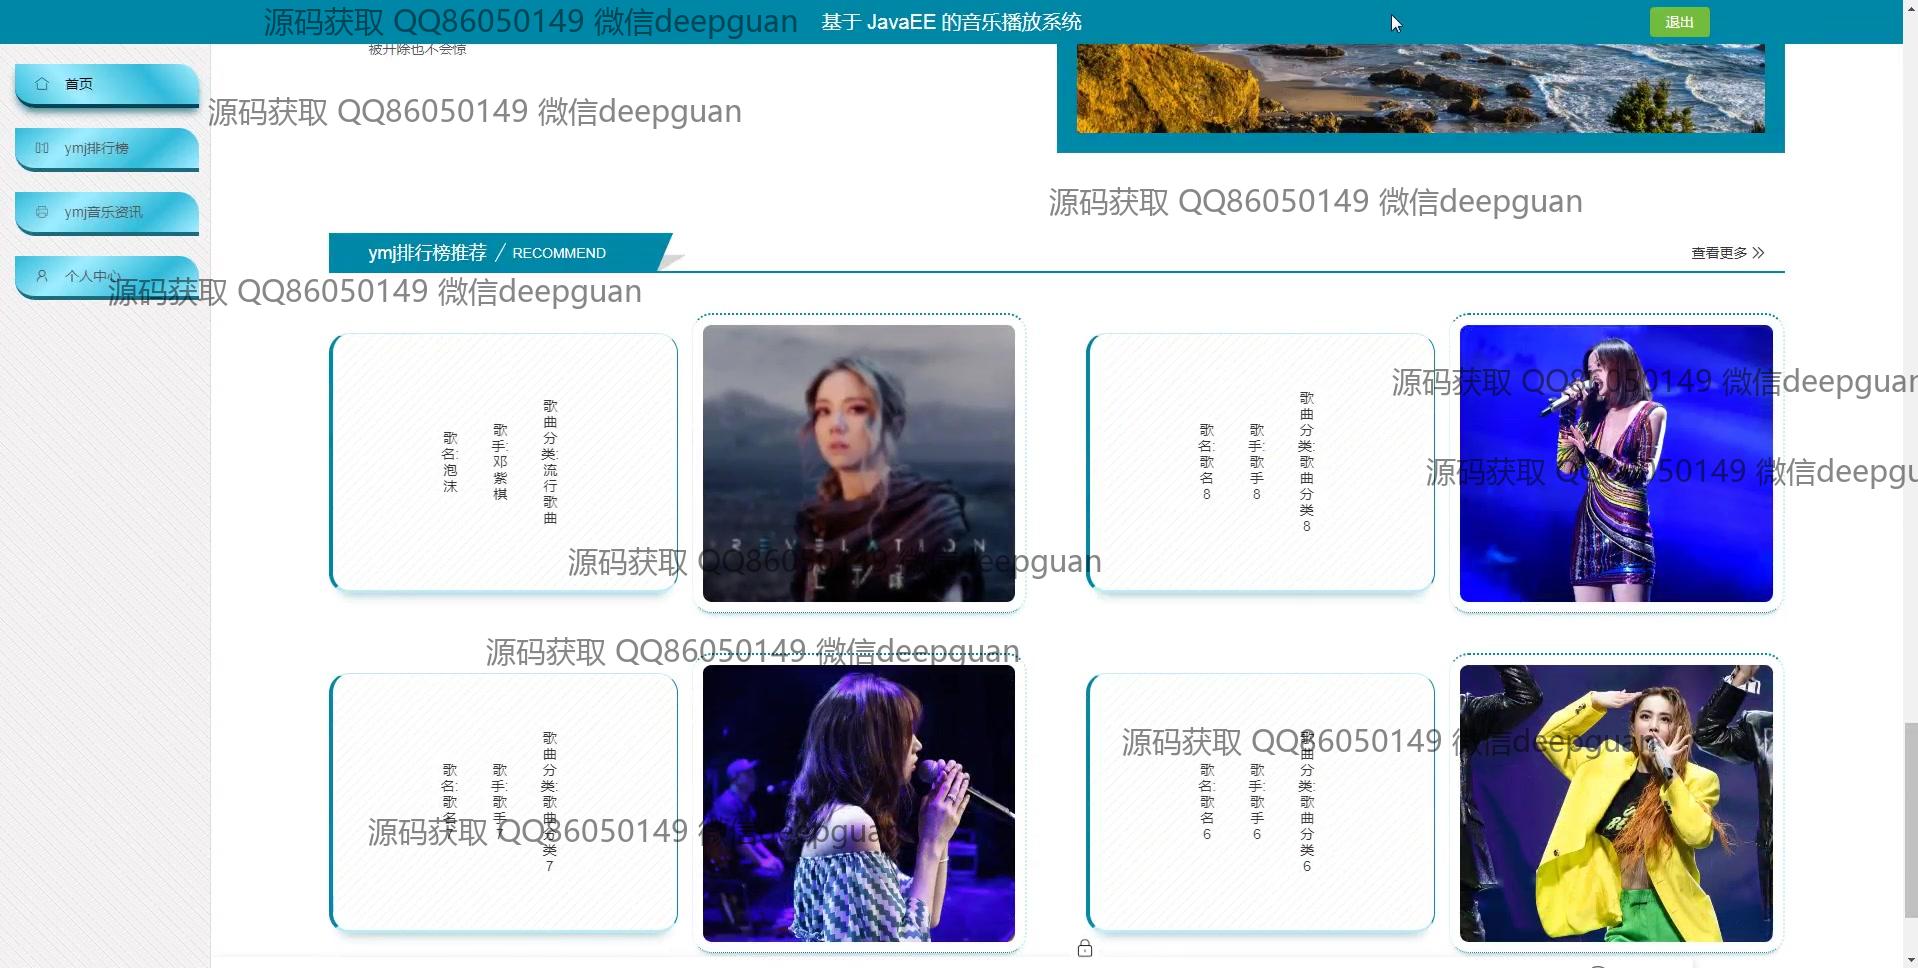 源码获取 QQ86050149 微信deepguan
基于 JavaEE 的音乐播放系统
退出
被开除也不会惊
首页
ymj排行榜
ymj音乐资讯
个人中心
源码获取 QQ86050149 微信deepguan
源码获取 QQ86050149 微信deepguan
ymj排行榜推荐 / RECOMMEND
查看更多
源码获取 QQ86050149 微信deepguan
歌名:泡沫
歌手:邓紫棋
歌曲分类:流行歌曲
REVELATION
歌名:歌名8
歌手:歌手8
歌曲分类:歌曲分类8
源码获取 QQ86050149 微信deepguan
源码获取 QQ86050149 微信deepgu
源码获取 QQ86050149 微信deepguan
源码获取 QQ86050149 微信deepguan
歌名:歌名7
歌手:歌手7
歌曲分类:歌曲分类7
歌名:歌名6
歌手:歌手6
歌曲分类:歌曲分类6
源码获取 QQ86050149 微信deepguan
源码获取 QQ86050149 微信deepguan